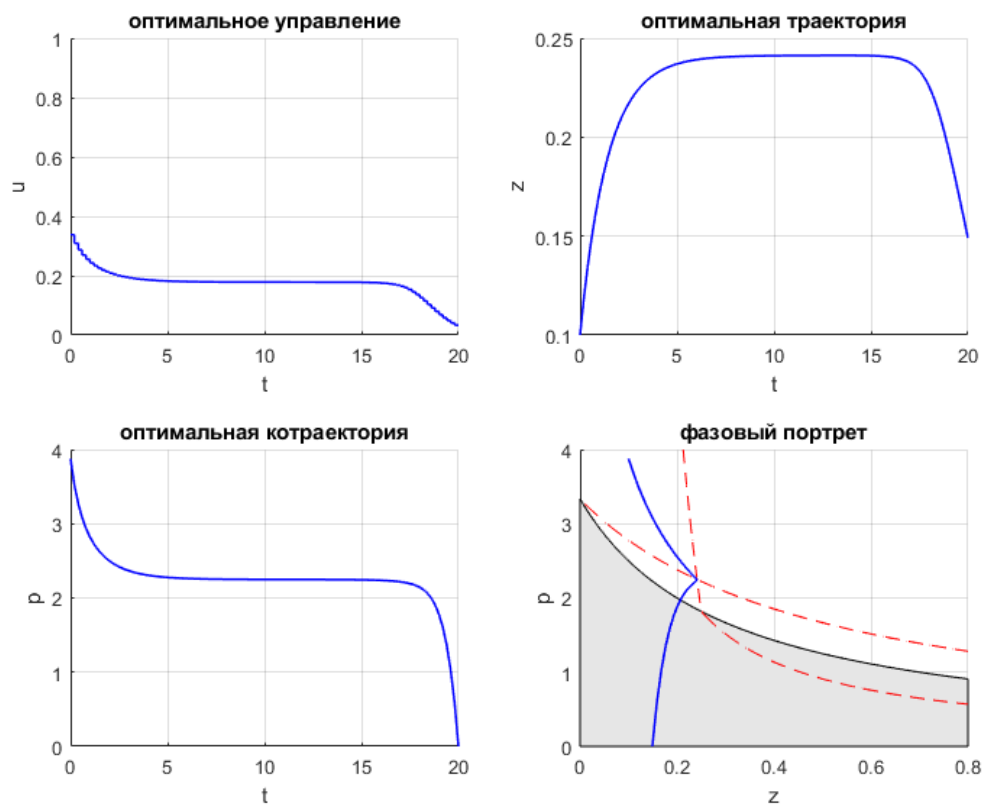 оптимальное управление
1
0.8
0.6
0.4
0.2
0
u
0 5 10 15 20
t
оптимальная траектория
0.25
0.2
0.15
0.1
z
0 5 10 15 20
t
оптимальная котраектория
4
3
2
1
0
p
0 5 10 15 20
t
фазовый портрет
4
3
2
1
0
p
0 0.2 0.4 0.6 0.8
z